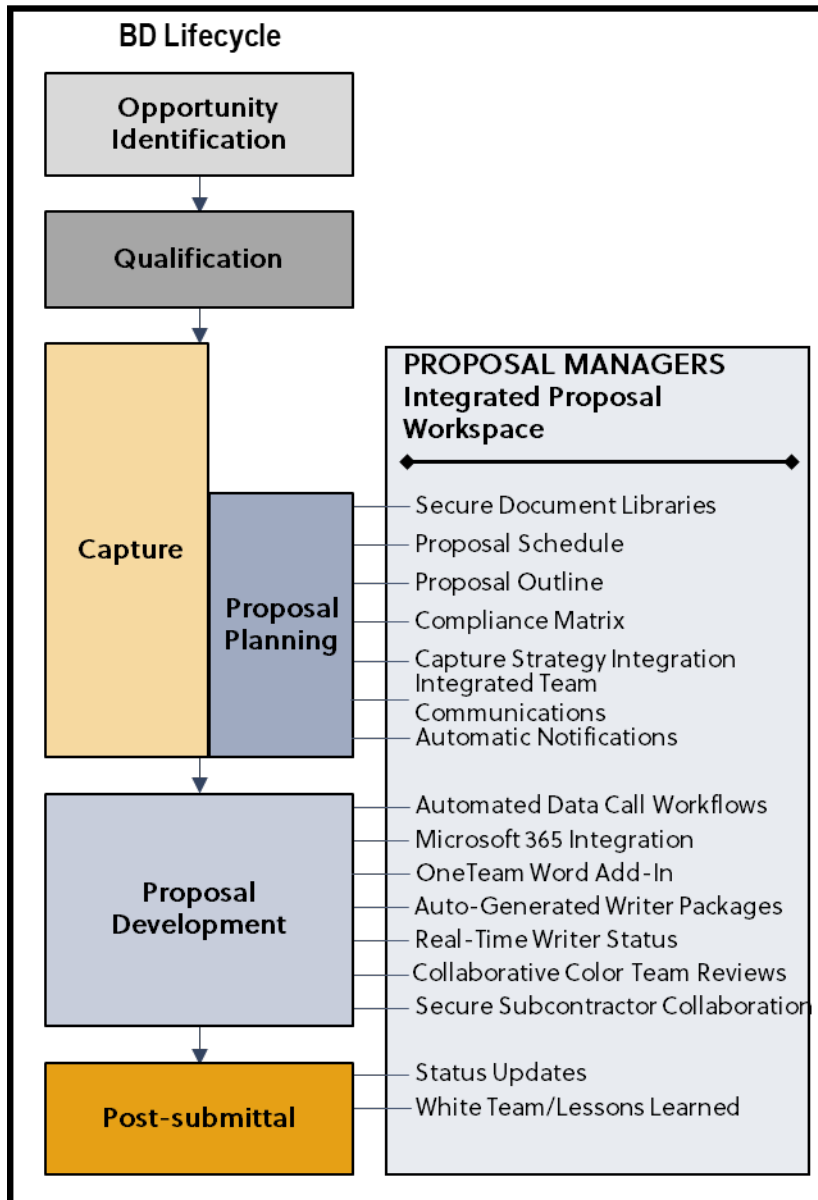 BD Lifecycle
Opportunity
Identification
Qualification
Capture
Proposal
Planning
Proposal
Development
Post-submittal
PROPOSAL MANAGERS
Integrated Proposal
Workspace
Secure Document Libraries
Proposal Schedule
Proposal Outline
Compliance Matrix
Capture Strategy Integration
Integrated Team
Communications
Automatic Notifications
Automated Data Call Workflows
Microsoft 365 Integration
OneTeam Word Add-In
Auto-Generated Writer Packages
Real-Time Writer Status
Collaborative Color Team Reviews
Secure Subcontractor Collaboration
Status Updates
White Team/Lessons Learned